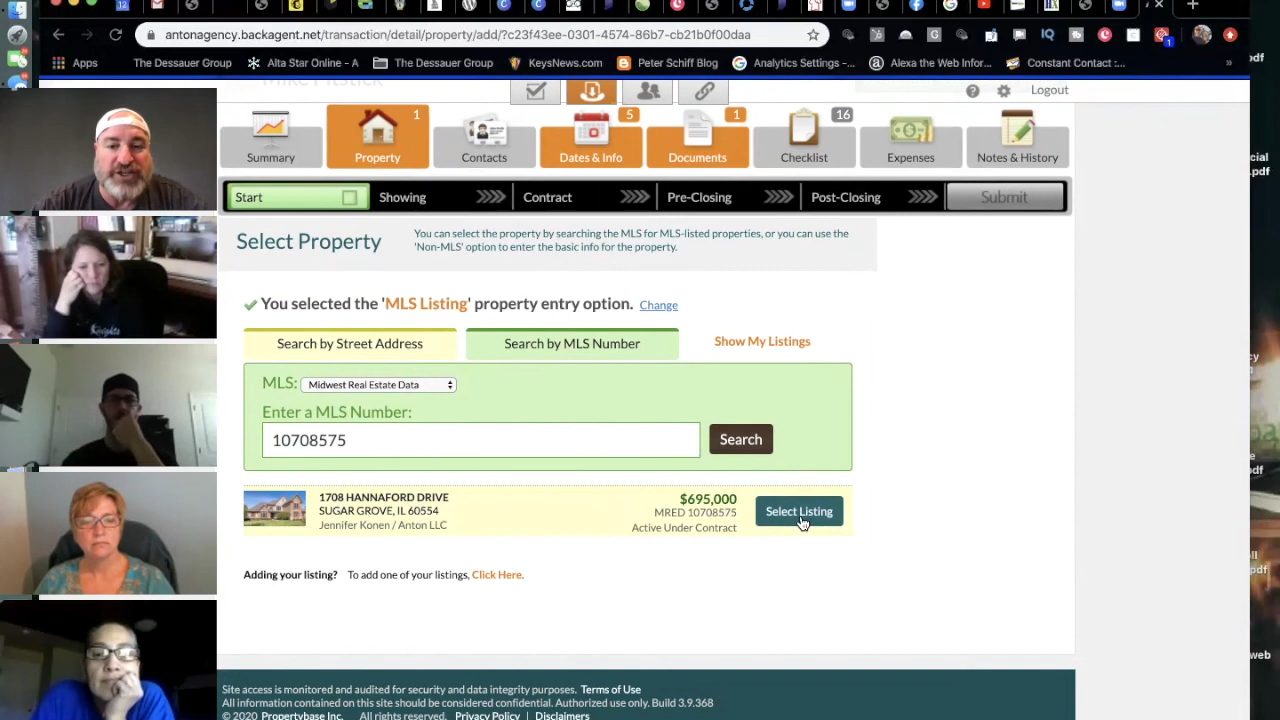 antonagency.backagent.net/transaction/detail/property/add/?c23f43ee-0301-4574-86b7-cb21b0f00daa
Apps
The Dessauer Group
Alta Star Online - A
The Dessauer Group
KeysNews.com
Peter Schiff Blog
Analytics Settings -...
Alexa the Web Infor...
Constant Contact :...
»
Logout
1
5
1
16
Summary
Property
Contacts
Dates & Info
Documents
Checklist
Expenses
Notes & History
Start
Showing
Contract
Pre-Closing
Post-Closing
Submit
Select Property
You can select the property by searching the MLS for MLS-listed properties, or you can use the
'Non-MLS' option to enter the basic info for the property.
You selected the 'MLS Listing' property entry option. Change
Search by Street Address
Search by MLS Number
Show My Listings
MLS: Midwest Real Estate Data
Enter a MLS Number:
10708575
Search
1708 HANNAFORD DRIVE
SUGAR GROVE, IL 60554
Jennifer Konen / Anton LLC
$695,000
MRED 10708575
Active Under Contract
Select Listing
Adding your listing? To add one of your listings, Click Here.
Site access is monitored and audited for security and data integrity purposes. Terms of Use
All information contained on this site should be considered confidential. Authorized use only. Build 3.9.368
© 2020 Propertybase Inc. All rights reserved. Privacy Policy | Disclaimers